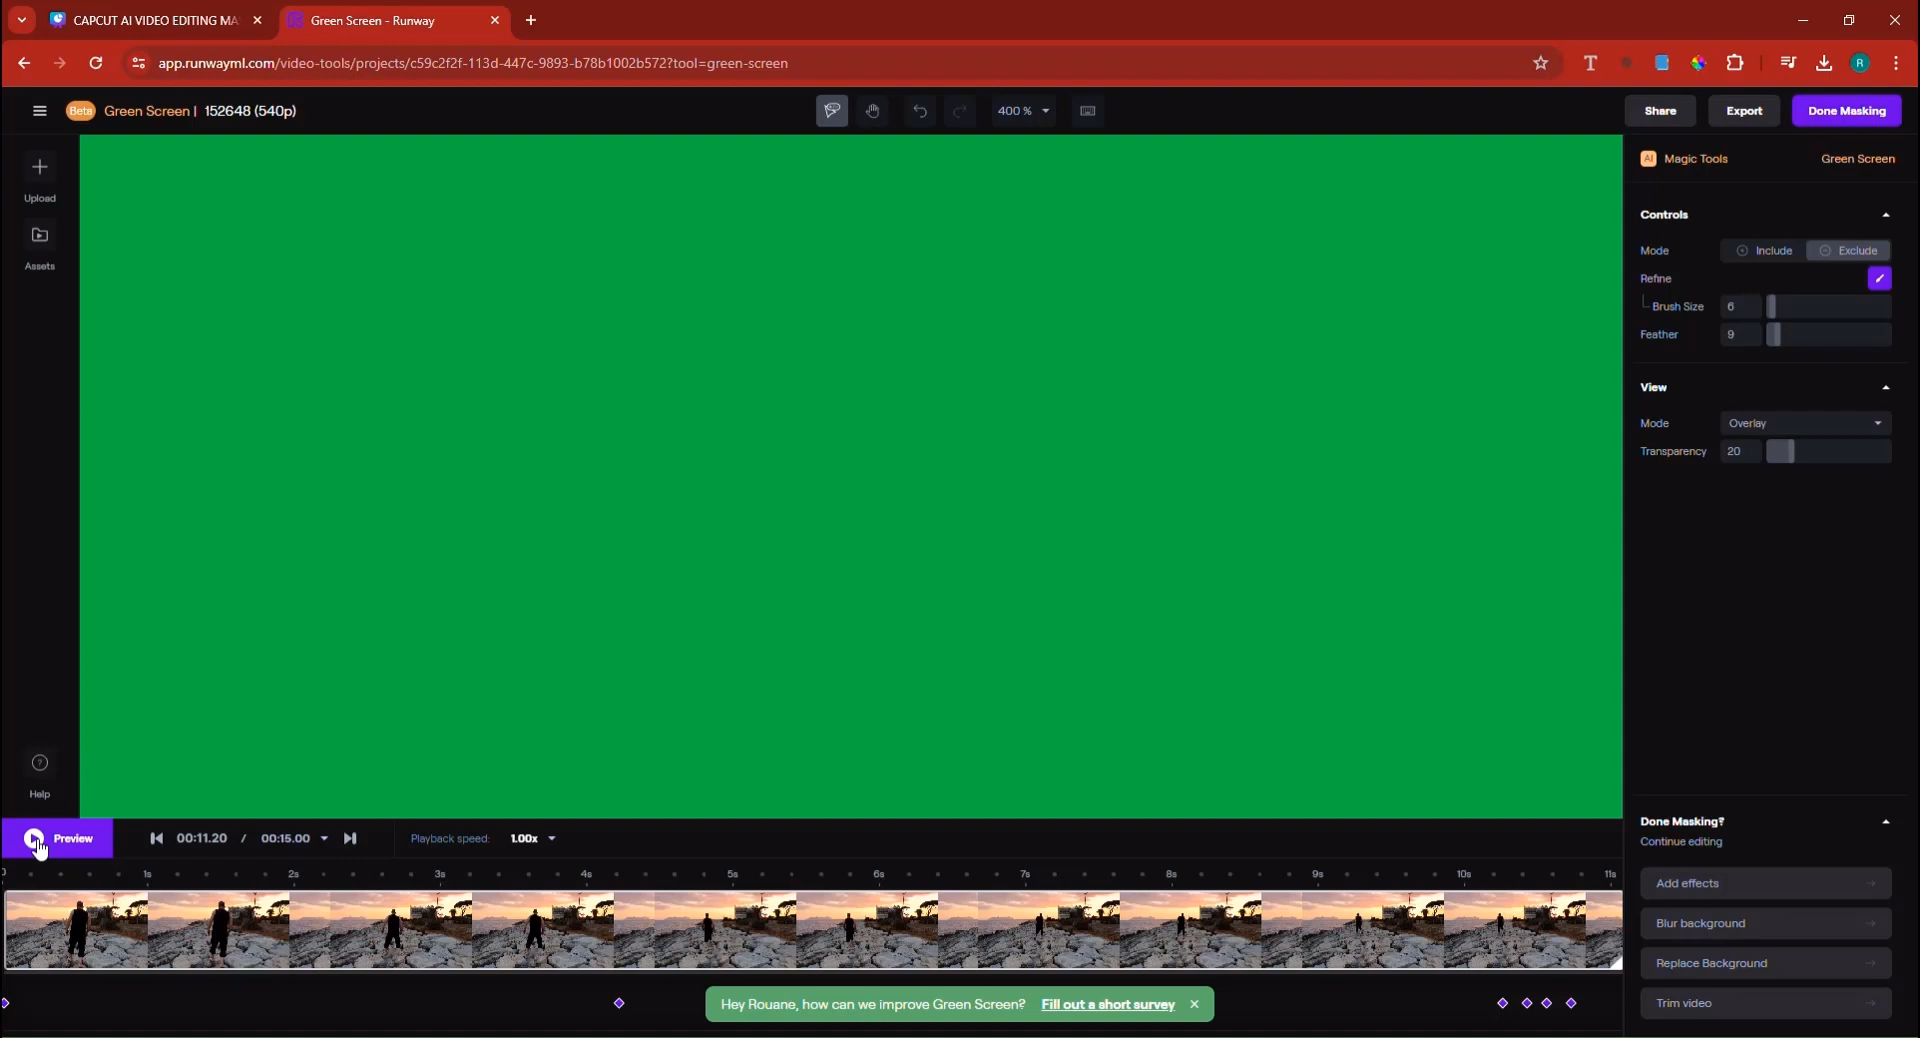 CAPCUT AI VIDEO EDITING MA
Green Screen - Runway
app.runwayml.com/video-tools/projects/c59c2f2f-113d-447c-9893-b78b1002b572?tool=green-screen
T
R
Beta Green Screen | 152648 (540p)
400 %
Share
Export
Done Masking
Upload
Assets
Help
AI Magic Tools Green Screen
Controls
Mode Include Exclude
Refine
Brush Size 6
Feather 9
View
Mode Overlay
Transparency 20
Done Masking?
Continue editing
Add effects
Blur background
Replace Background
Trim video
Preview
00:11.20 / 00:15.00
Playback speed: 1.00x
0 1s 2s 3s 4s 5s 6s 7s 8s 9s 10s 11s
Hey Rouane, how can we improve Green Screen? Fill out a short survey